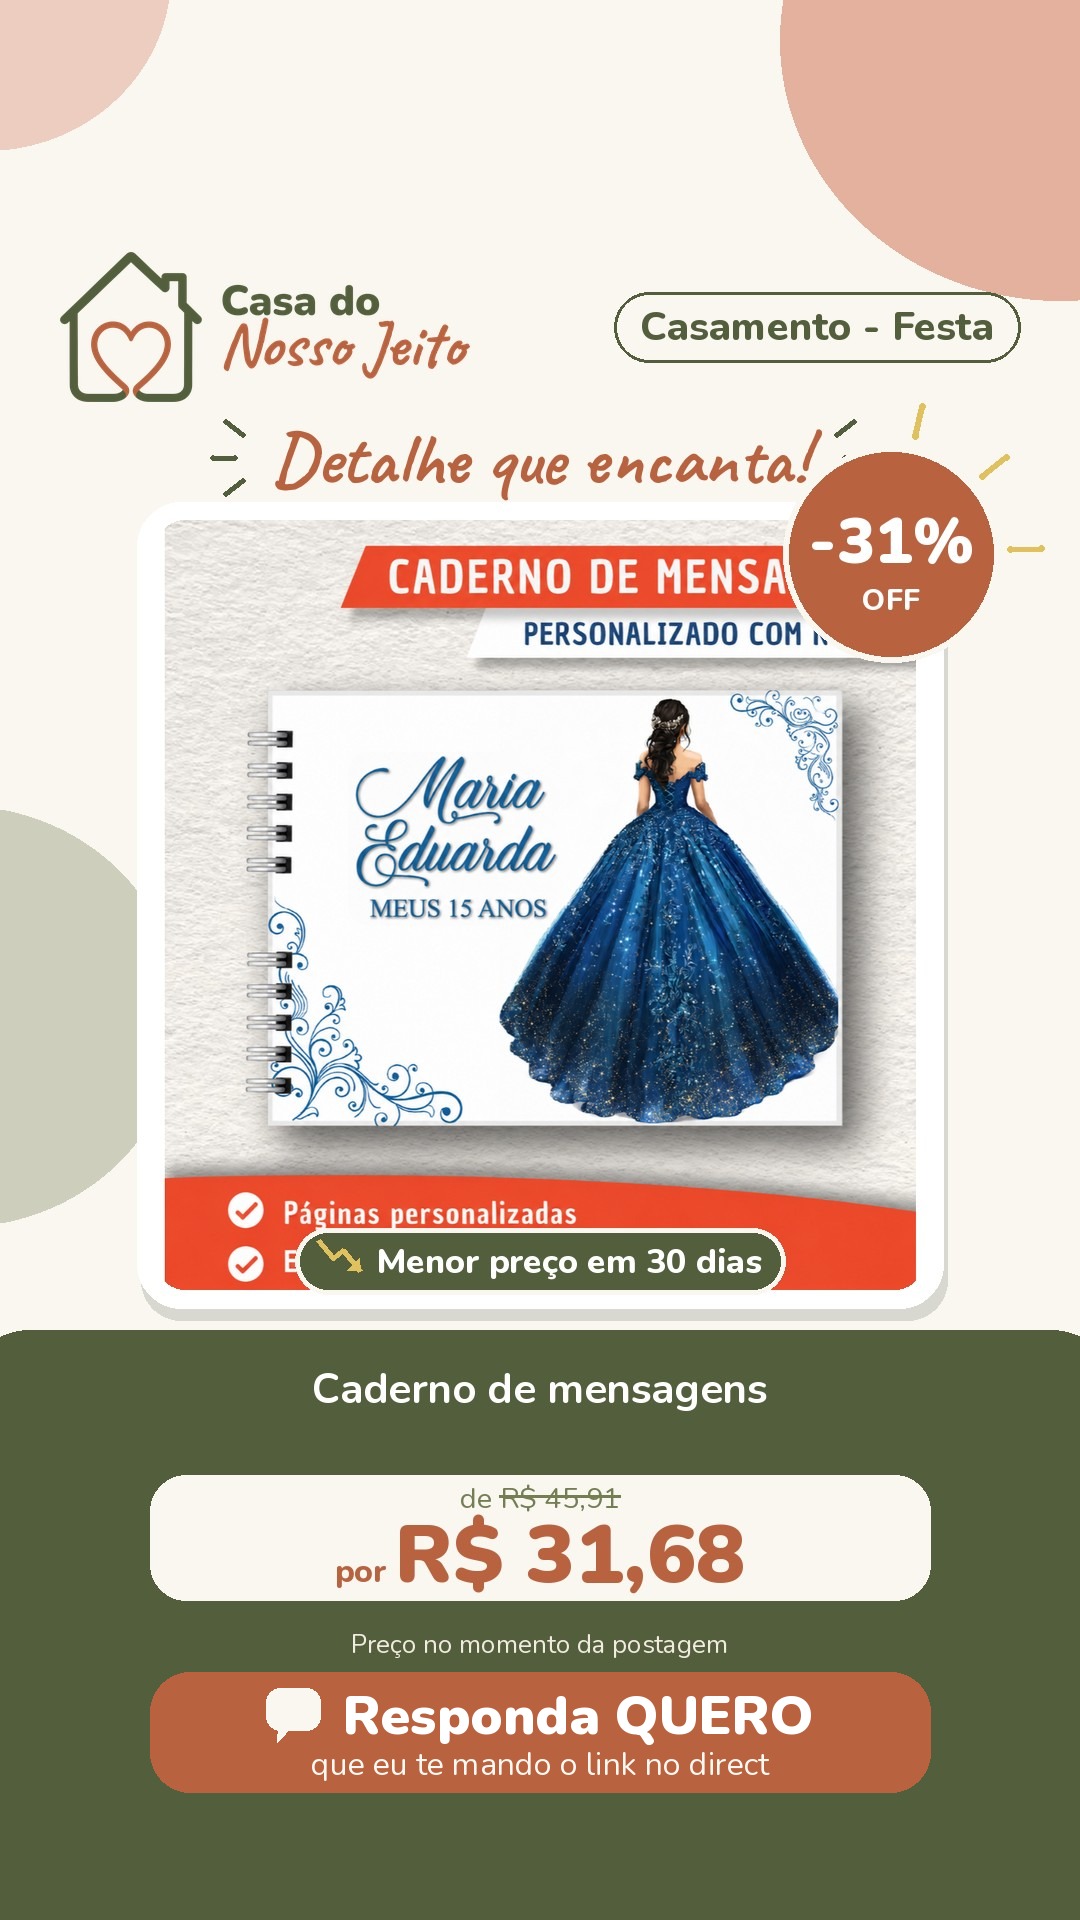 Casa do
Nosso Jeito
Casamento - Festa
Detalhe que encanta!
-31%
OFF
CADERNO DE MENSA
PERSONALIZADO COM
Maria
Eduarda
MEUS 15 ANOS
Páginas personalizadas
Menor preço em 30 dias
Caderno de mensagens
de R$ 45,91
por R$ 31,68
Preço no momento da postagem
Responda QUERO
que eu te mando o link no direct